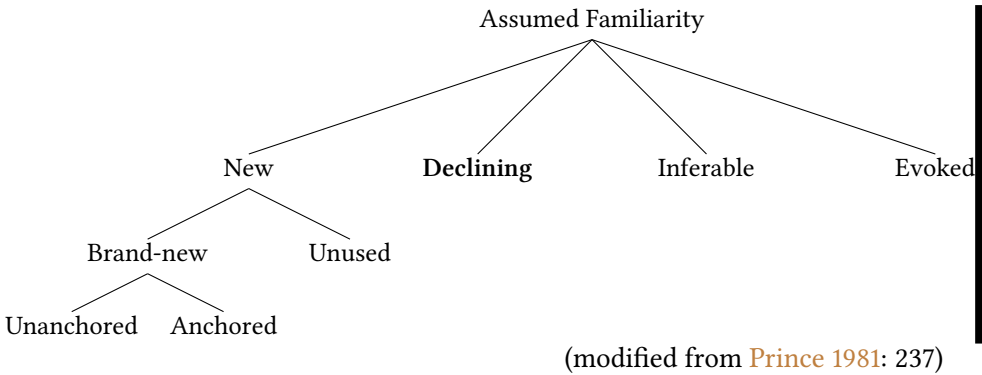 Assumed Familiarity
New Declining Inferable Evoked
Brand-new Unused
Unanchored Anchored
(modified from Prince 1981: 237)